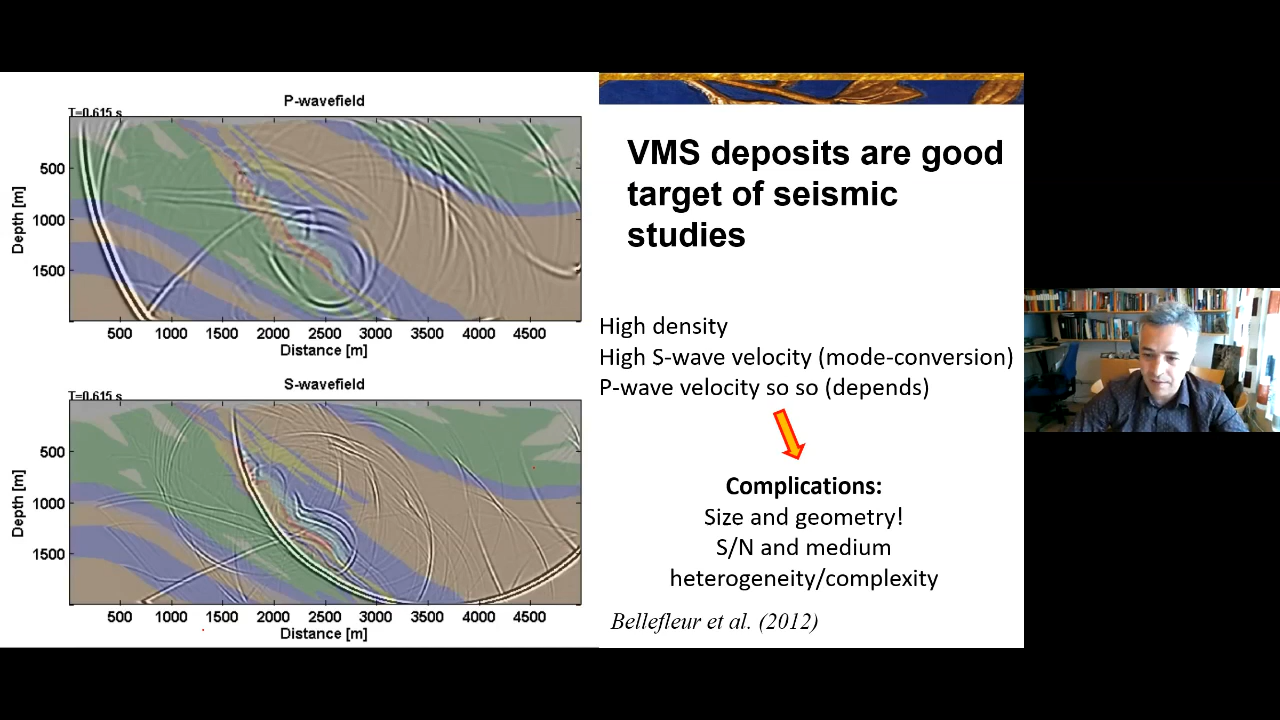 P-wavefield
T=0.615 s
500
1000
1500
Depth [m]
500 1000 1500 2000 2500 3000 3500 4000 4500
Distance [m]
S-wavefield
T=0.615 s
500
1000
1500
Depth [m]
500 1000 1500 2000 2500 3000 3500 4000 4500
Distance [m]
VMS deposits are good
target of seismic
studies
High density
High S-wave velocity (mode-conversion)
P-wave velocity so so (depends)
Complications:
Size and geometry!
S/N and medium
heterogeneity/complexity
Bellefleur et al. (2012)